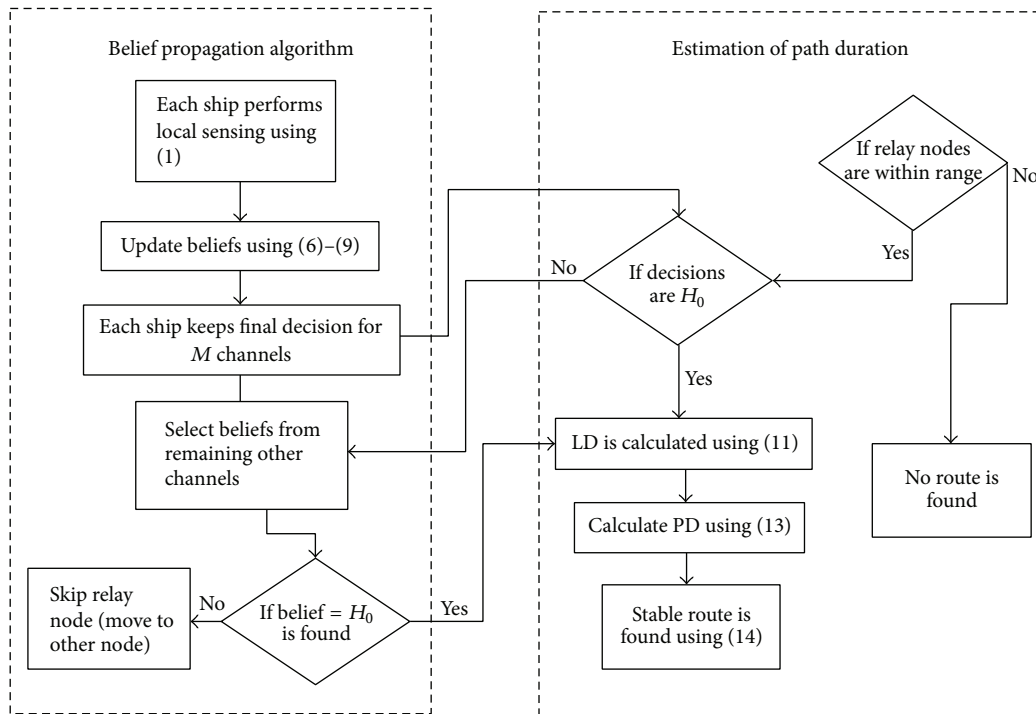 Belief propagation algorithm
Each ship performs
local sensing using
(1)
Update beliefs using (6)–(9)
Each ship keeps final decision for
M channels
Select beliefs from
remaining other
channels
If belief = H₀
is found
No
Yes
Skip relay
node (move to
other node)
Estimation of path duration
If relay nodes
are within range
No
Yes
If decisions
are H₀
No
Yes
LD is calculated using (11)
Calculate PD using (13)
Stable route is
found using (14)
No route is
found